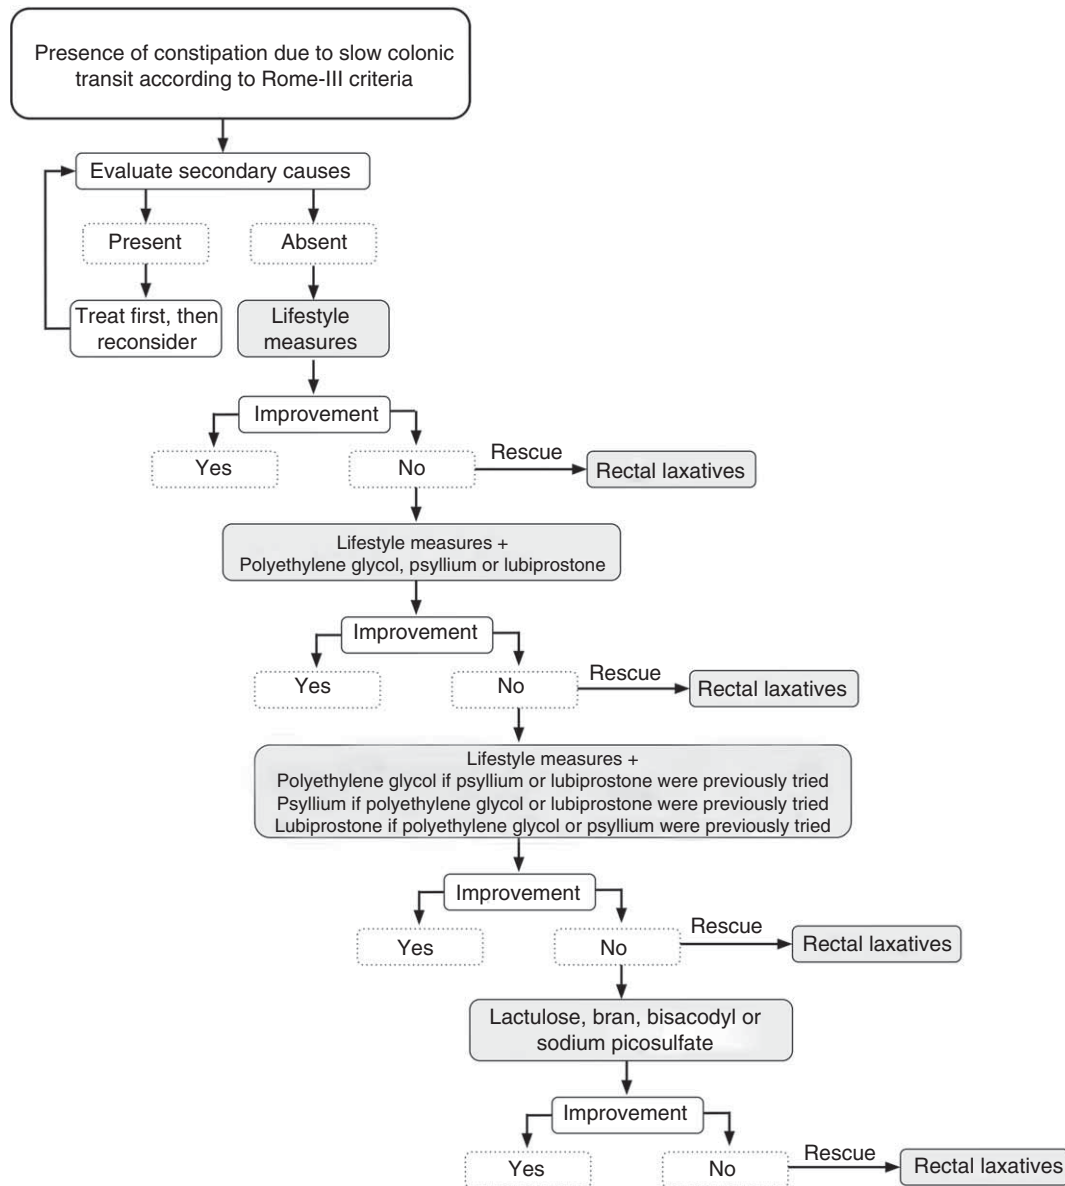 Presence of constipation due to slow colonic
transit according to Rome-III criteria
Evaluate secondary causes
Present
Absent
Treat first, then
reconsider
Lifestyle
measures
Improvement
Yes
No
Rescue
Rectal laxatives
Lifestyle measures +
Polyethylene glycol, psyllium or lubiprostone
Improvement
Yes
No
Rescue
Rectal laxatives
Lifestyle measures +
Polyethylene glycol if psyllium or lubiprostone were previously tried
Psyllium if polyethylene glycol or lubiprostone were previously tried
Lubiprostone if polyethylene glycol or psyllium were previously tried
Improvement
Yes
No
Rescue
Rectal laxatives
Lactulose, bran, bisacodyl or
sodium picosulfate
Improvement
Yes
No
Rescue
Rectal laxatives